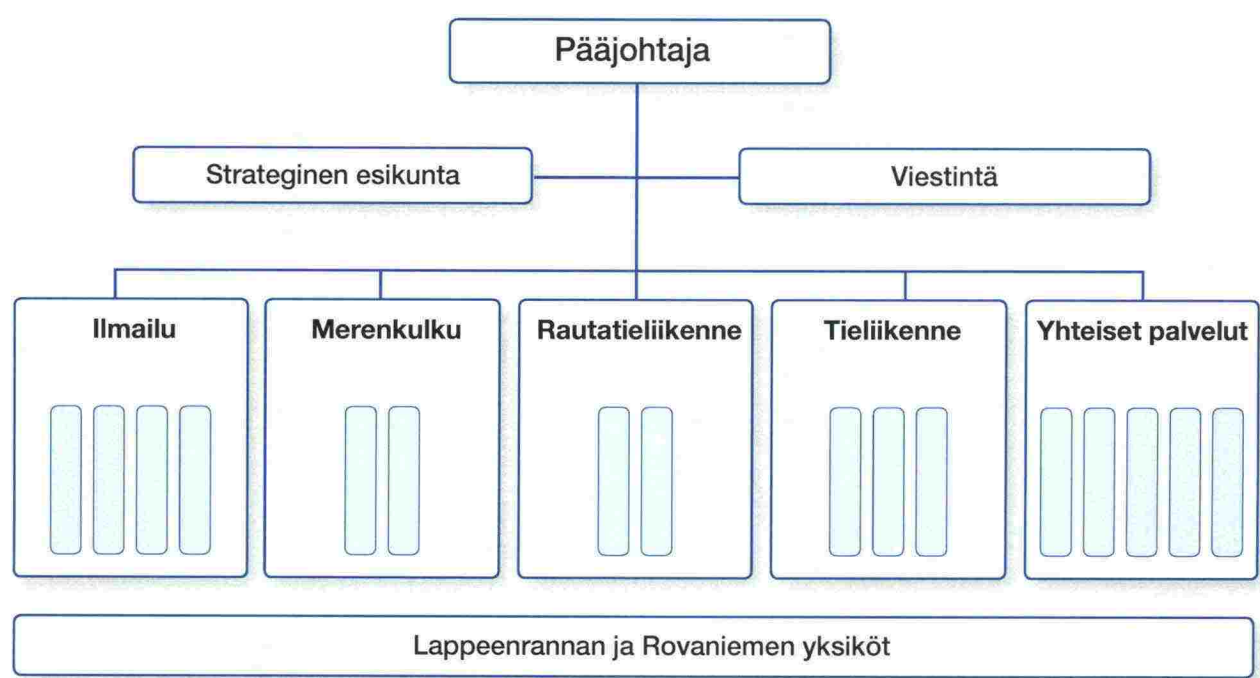 Pääjohtaja
Strateginen esikunta
Viestintä
Ilmailu
Merenkulku
Rautatieliikenne
Tieliikenne
Yhteiset palvelut
Lappeenrannan ja Rovaniemen yksiköt